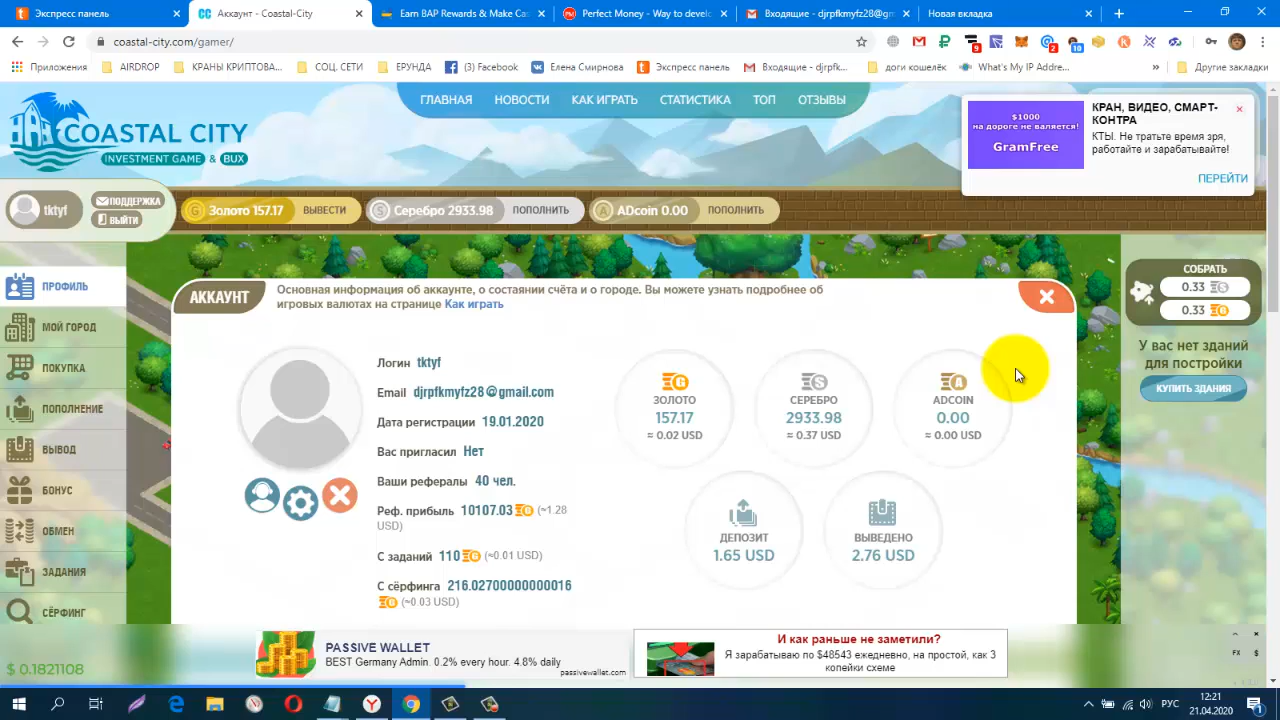 Экспресс панель
Аккаунт - Coastal-City
Earn BAP Rewards & Make Cas
Perfect Money - Way to develo
Входящие - djrpfkmyfz28@gm
Новая вкладка
coastal-city.com/gamer/
9
2
10
Приложения
AIRDROP
КРАНЫ КРИПТОВА...
СОЦ. СЕТИ
ЕРУНДА
(3) Facebook
Елена Смирнова
Экспресс панель
Входящие - djrpfk...
доги кошелёк
What's My IP Addre...
»
Другие закладки
COASTAL CITY
INVESTMENT GAME & BUX
ГЛАВНАЯ
НОВОСТИ
КАК ИГРАТЬ
СТАТИСТИКА
ТОП
ОТЗЫВЫ
$1000
на дороге не валяется!
GramFree
КРАН, ВИДЕО, СМАРТ-
КОНТРА
КТЫ. Не тратьте время зря,
работайте и зарабатывайте!
ПЕРЕЙТИ
tktyf
ПОДДЕРЖКА
ВЫЙТИ
G Золото 157.17 ВЫВЕСТИ
S Серебро 2933.98 ПОПОЛНИТЬ
A ADcoin 0.00 ПОПОЛНИТЬ
ПРОФИЛЬ
МОЙ ГОРОД
ПОКУПКА
ПОПОЛНЕНИЕ
ВЫВОД
БОНУС
ОБМЕН
ЗАДАНИЯ
СЁРФИНГ
АККАУНТ
Основная информация об аккаунте, о состоянии счёта и о городе. Вы можете узнать подробнее об
игровых валютах на странице Как играть
Логин tktyf
Email djrpfkmyfz28@gmail.com
Дата регистрации 19.01.2020
Вас пригласил Нет
Ваши рефералы 40 чел.
Реф. прибыль 10107.03 G (≈1.28
USD)
С заданий 110 G (≈0.01 USD)
С сёрфинга 216.02700000000016
G (≈0.03 USD)
G
ЗОЛОТО
157.17
≈ 0.02 USD
S
СЕРЕБРО
2933.98
≈ 0.37 USD
A
ADCOIN
0.00
≈ 0.00 USD
ДЕПОЗИТ
1.65 USD
ВЫВЕДЕНО
2.76 USD
СОБРАТЬ
0.33 S
0.33 G
У вас нет зданий
для постройки
КУПИТЬ ЗДАНИЯ
PASSIVE WALLET
BEST Germany Admin. 0.2% every hour. 4.8% daily
passivewallet.com
И как раньше не заметили?
Я зарабатываю по $48543 ежедневно, на простой, как 3
копейки схеме
$ 0.1821108
FX $
РУС
12:21
21.04.2020
1